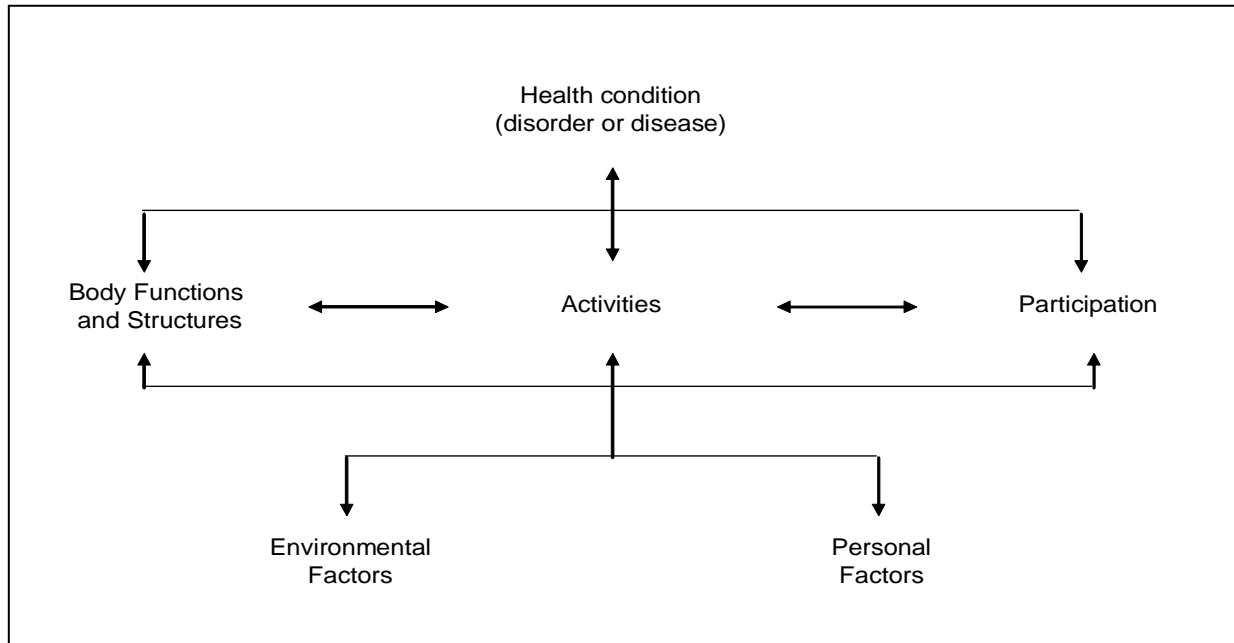 Health condition
(disorder or disease)
Body Functions
and Structures
Activities
Participation
Environmental
Factors
Personal
Factors